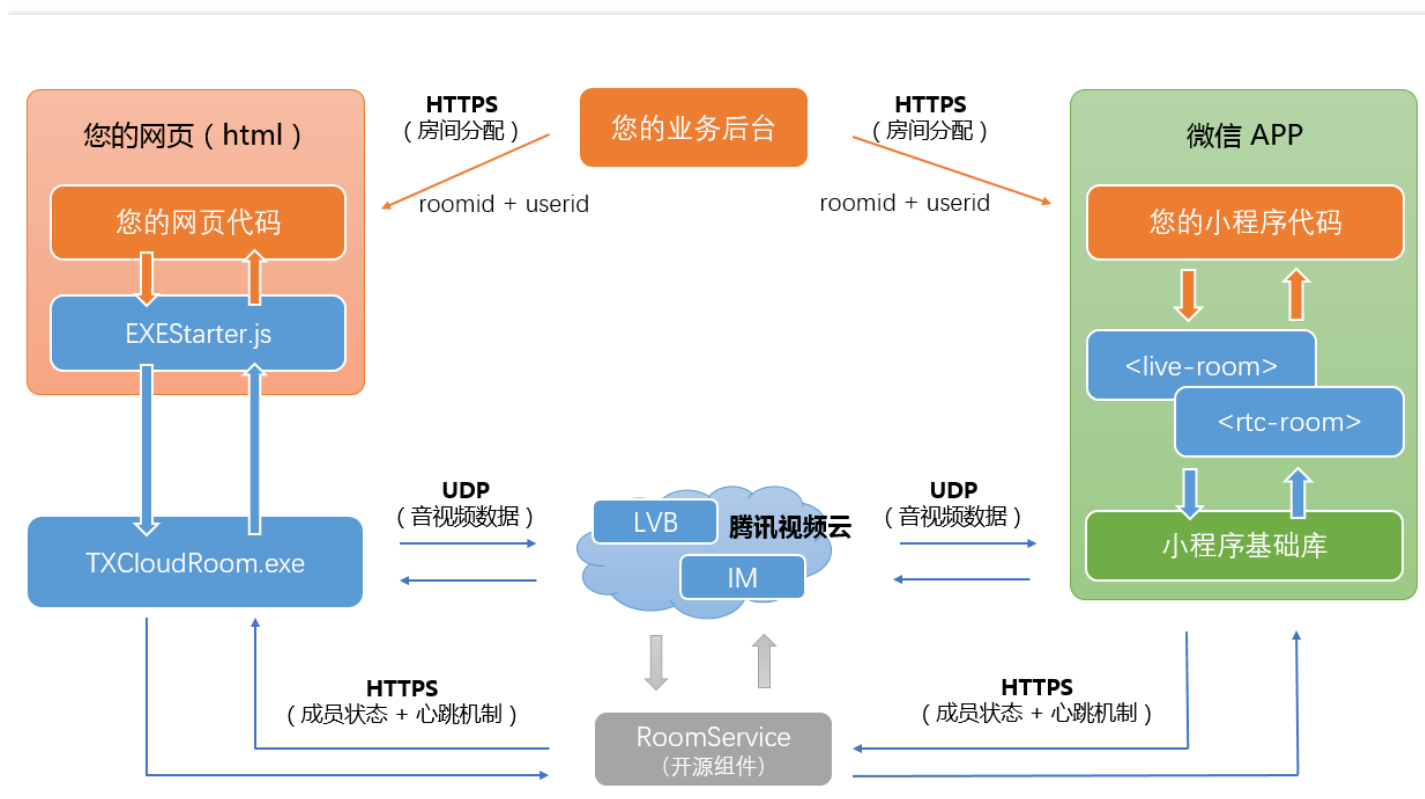 您的网页（html）
您的网页代码
EXEStarter.js
TXCloudRoom.exe
HTTPS
（房间分配）
roomid + userid
您的业务后台
HTTPS
（房间分配）
roomid + userid
微信 APP
您的小程序代码
<live-room>
<rtc-room>
小程序基础库
UDP
（音视频数据）
LVB
腾讯视频云
IM
UDP
（音视频数据）
HTTPS
（成员状态 + 心跳机制）
RoomService
（开源组件）
HTTPS
（成员状态 + 心跳机制）